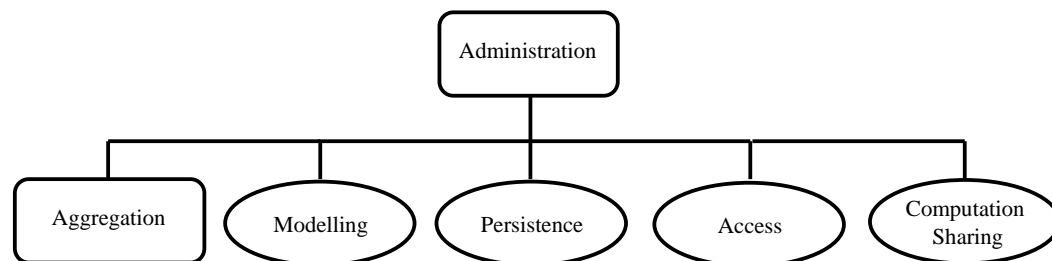 Administration
Aggregation
Modelling
Persistence
Access
Computation
Sharing